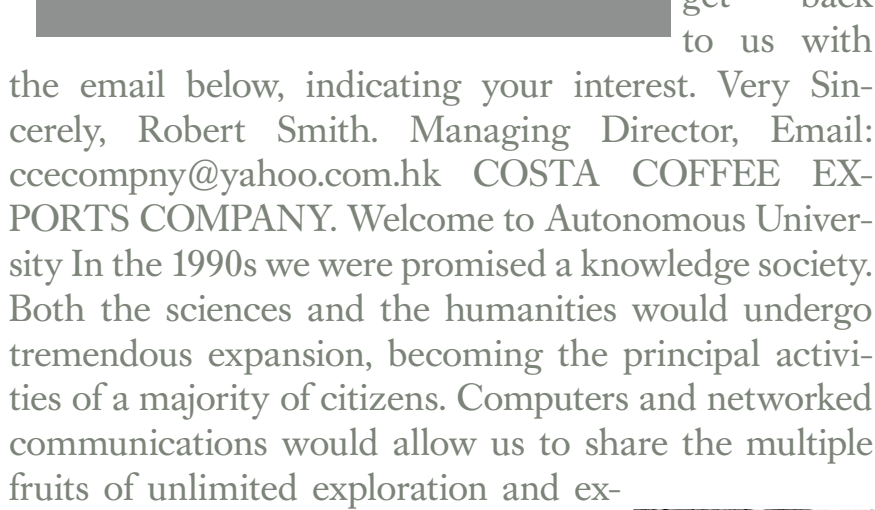 get back
to us with
the email below, indicating your interest. Very Sin-
cerely, Robert Smith. Managing Director, Email:
ccecompny@yahoo.com.hk COSTA COFFEE EX-
PORTS COMPANY. Welcome to Autonomous Univer-
sity In the 1990s we were promised a knowledge society.
Both the sciences and the humanities would undergo
tremendous expansion, becoming the principal activi-
ties of a majority of citizens. Computers and networked
communications would allow us to share the multiple
fruits of unlimited exploration and ex-